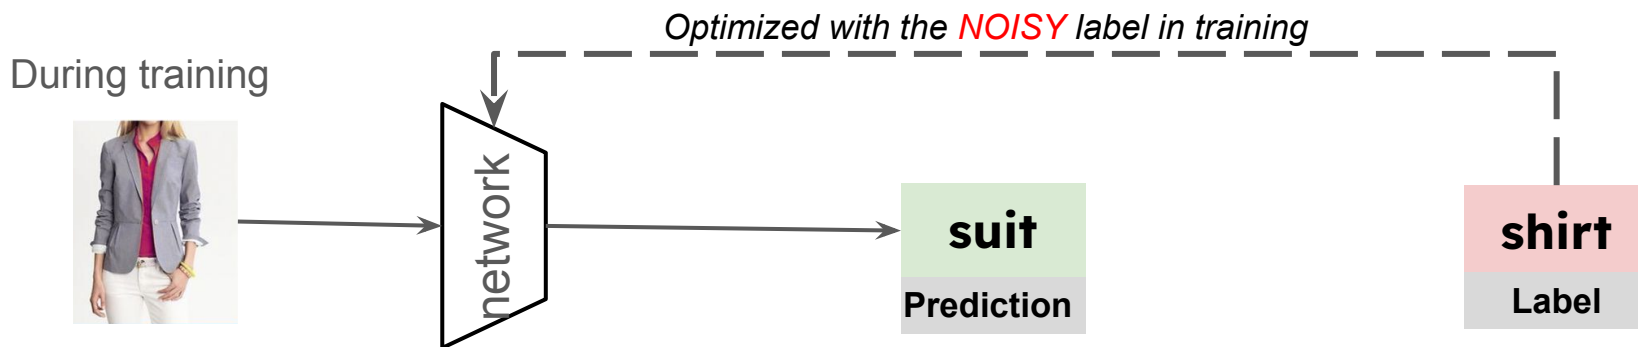 Optimized with the NOISY label in training
During training
network
suit
Prediction
shirt
Label